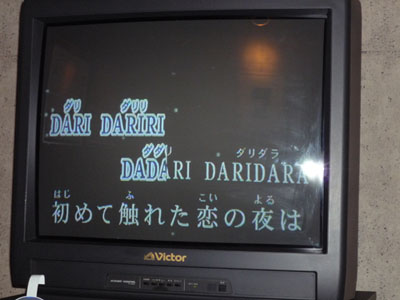 ダリ ダリリ
DARI DARIRI
ダダリ ダリダラ
DADARI DARIDARA
はじ ふ こい よる
初めて触れた恋の夜は
Victor